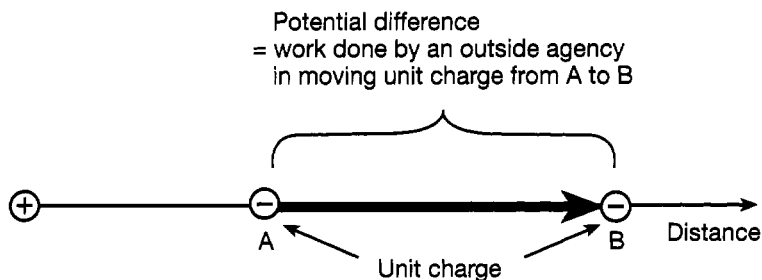 Potential difference
= work done by an outside agency
in moving unit charge from A to B
+
−
−
A
B
Distance
Unit charge